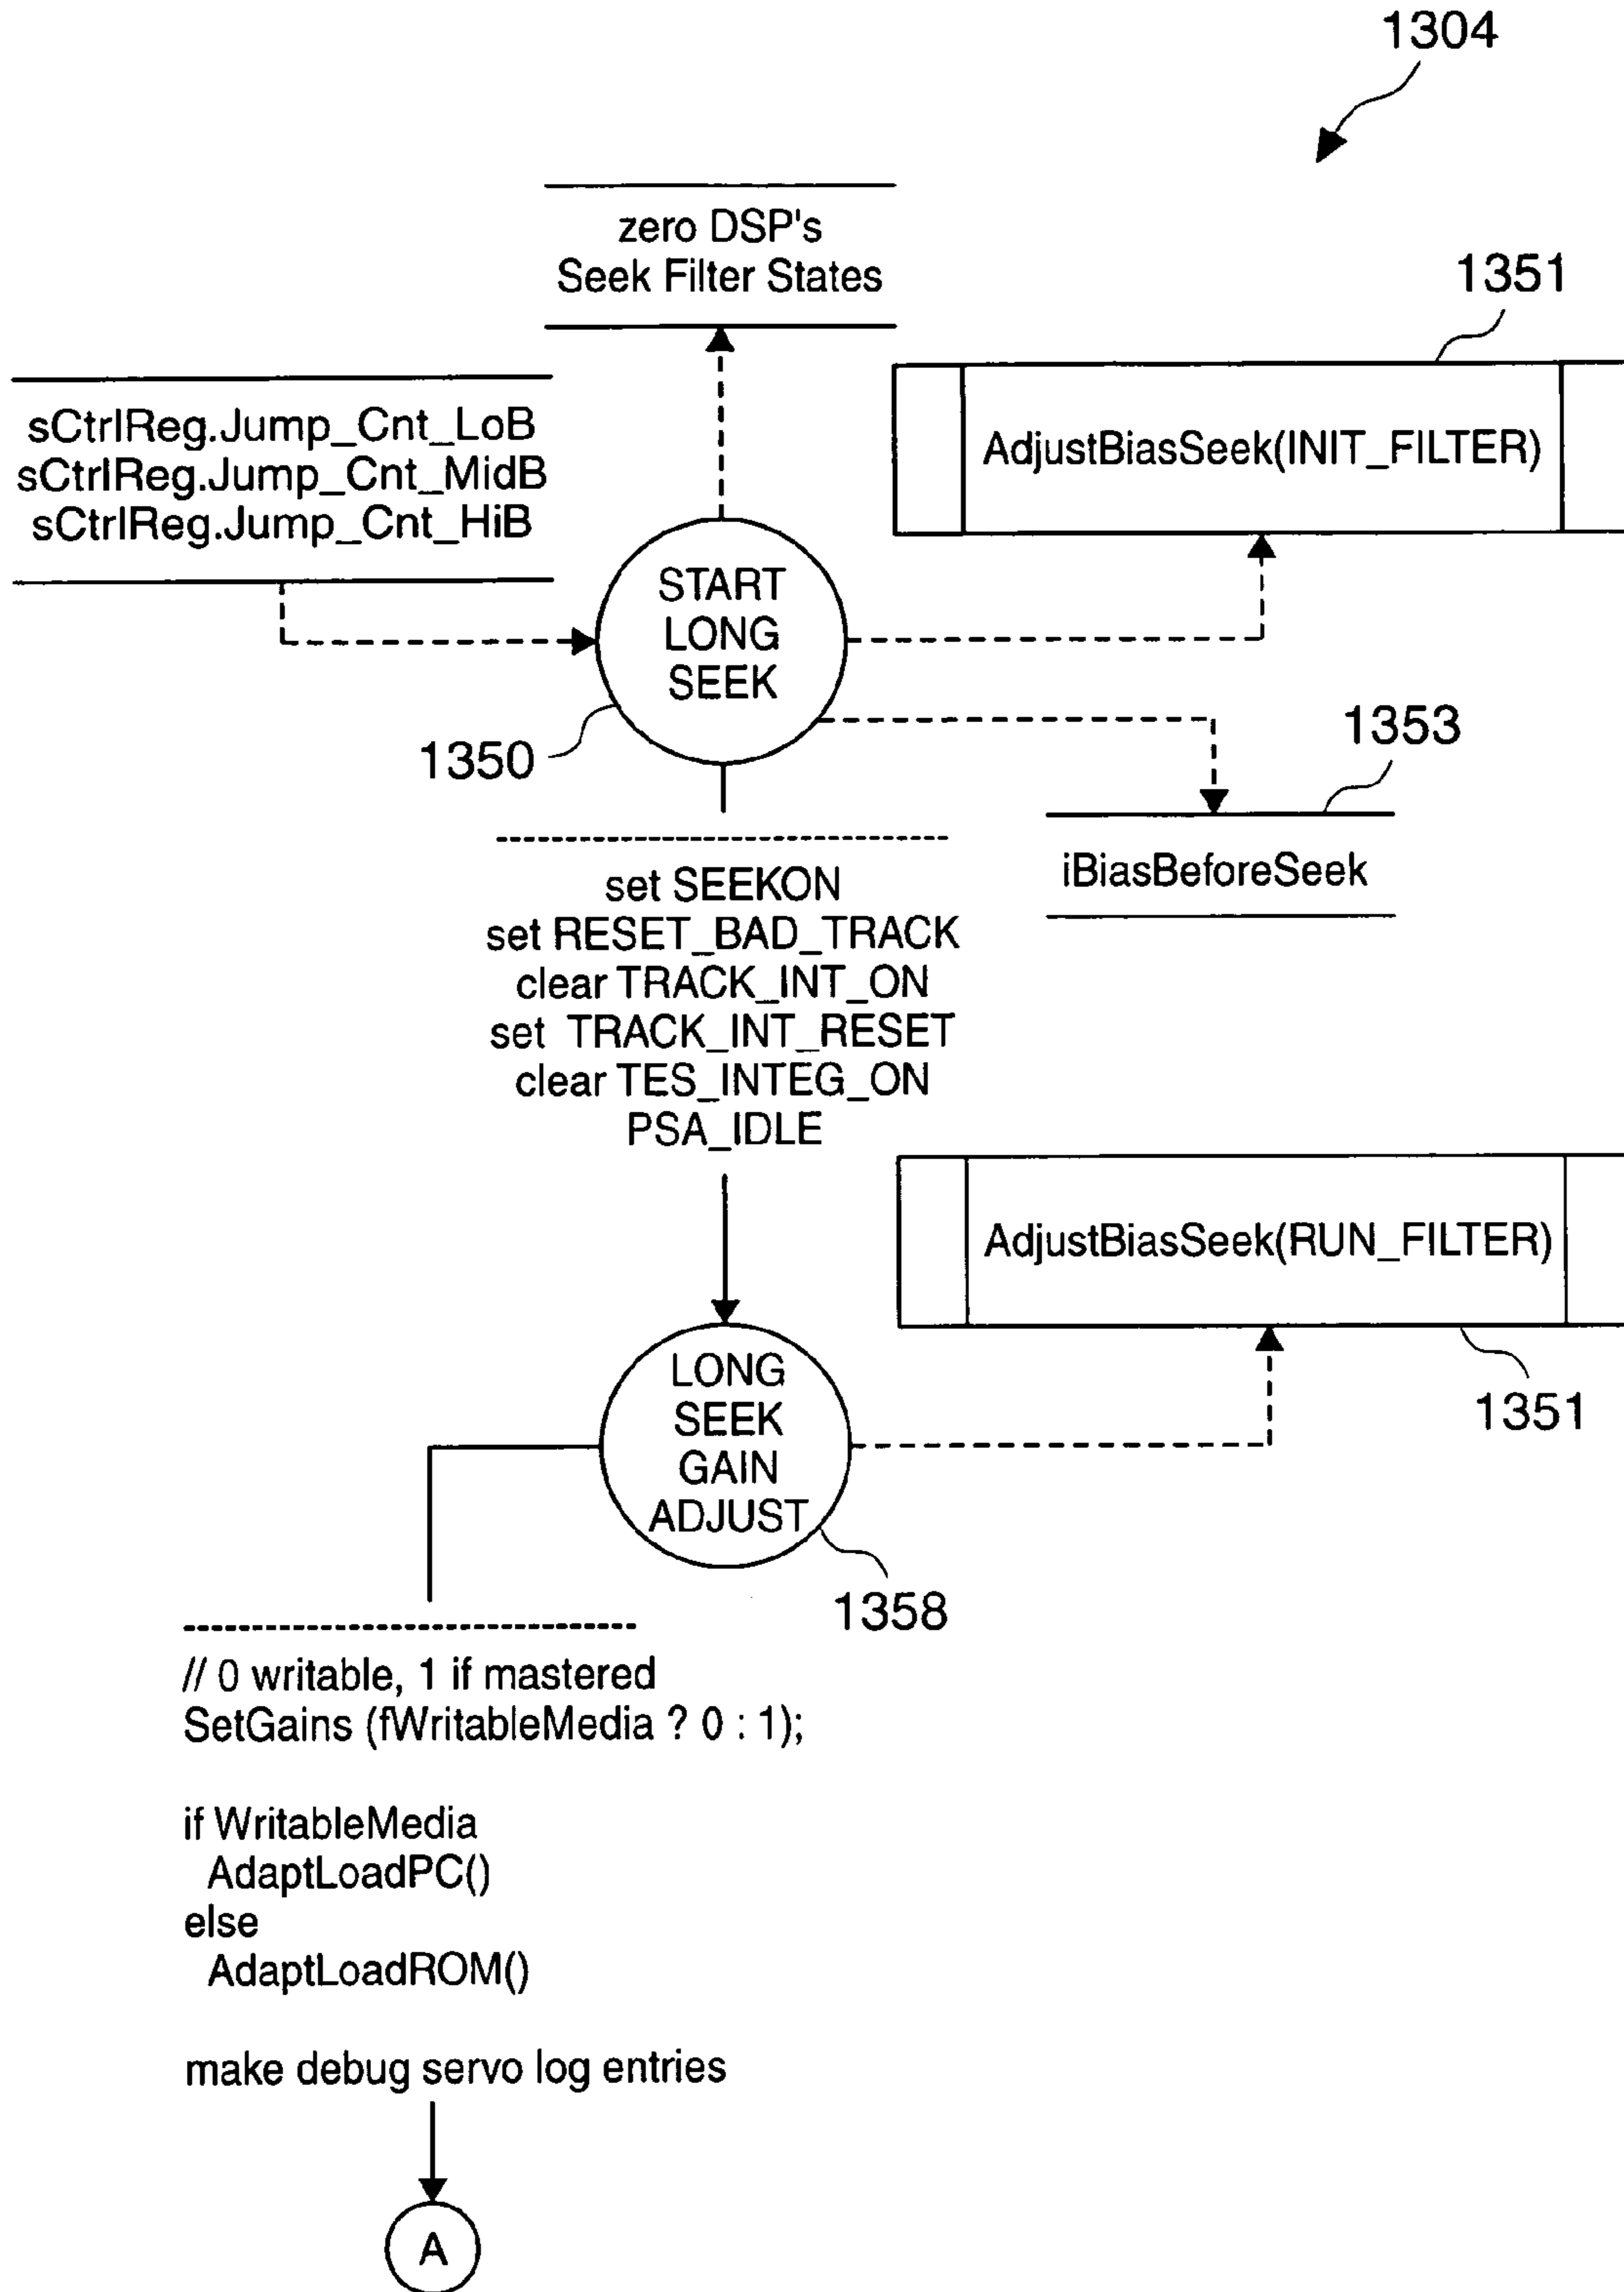 1304
zero DSP's
Seek Filter States
1351
sCtrlReg.Jump_Cnt_LoB
sCtrlReg.Jump_Cnt_MidB
sCtrlReg.Jump_Cnt_HiB
AdjustBiasSeek(INIT_FILTER)
START
LONG
SEEK
1350
1353
iBiasBeforeSeek
set SEEKON
set RESET_BAD_TRACK
clear TRACK_INT_ON
set TRACK_INT_RESET
clear TES_INTEG_ON
PSA_IDLE
AdjustBiasSeek(RUN_FILTER)
1351
LONG
SEEK
GAIN
ADJUST
1358
// 0 writable, 1 if mastered
SetGains (fWritableMedia ? 0 : 1);
if WritableMedia
AdaptLoadPC()
else
AdaptLoadROM()
make debug servo log entries
A